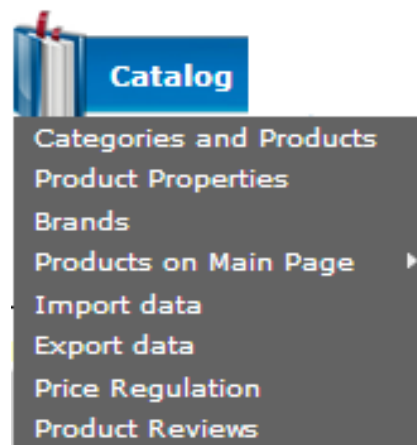 Catalog
Categories and Products
Product Properties
Brands
Products on Main Page
Import data
Export data
Price Regulation
Product Reviews